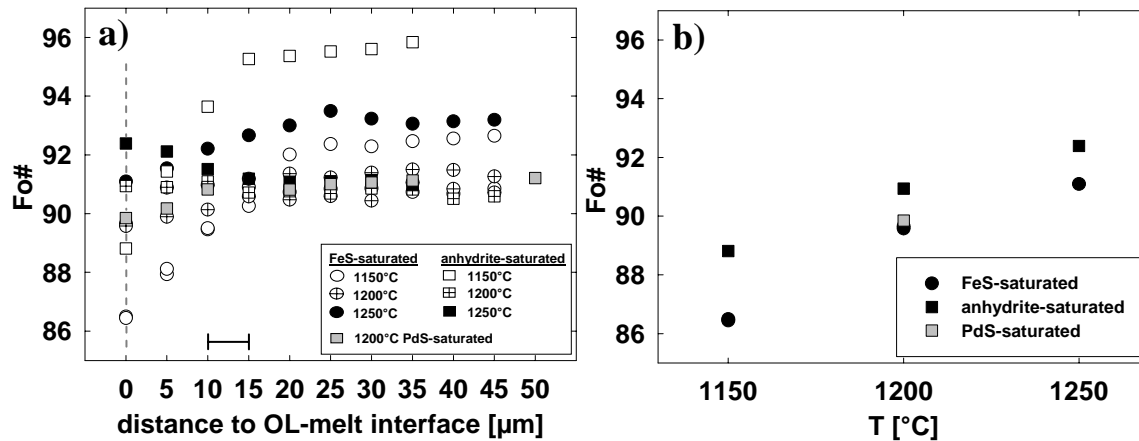 a)
Fo#
96
94
92
90
88
86
0 5 10 15 20 25 30 35 40 45 50
distance to OL-melt interface [µm]
FeS-saturated anhydrite-saturated
1150°C 1150°C
1200°C 1200°C
1250°C 1250°C
1200°C PdS-saturated
b)
Fo#
96
94
92
90
88
86
1150 1200 1250
T [°C]
FeS-saturated
anhydrite-saturated
PdS-saturated